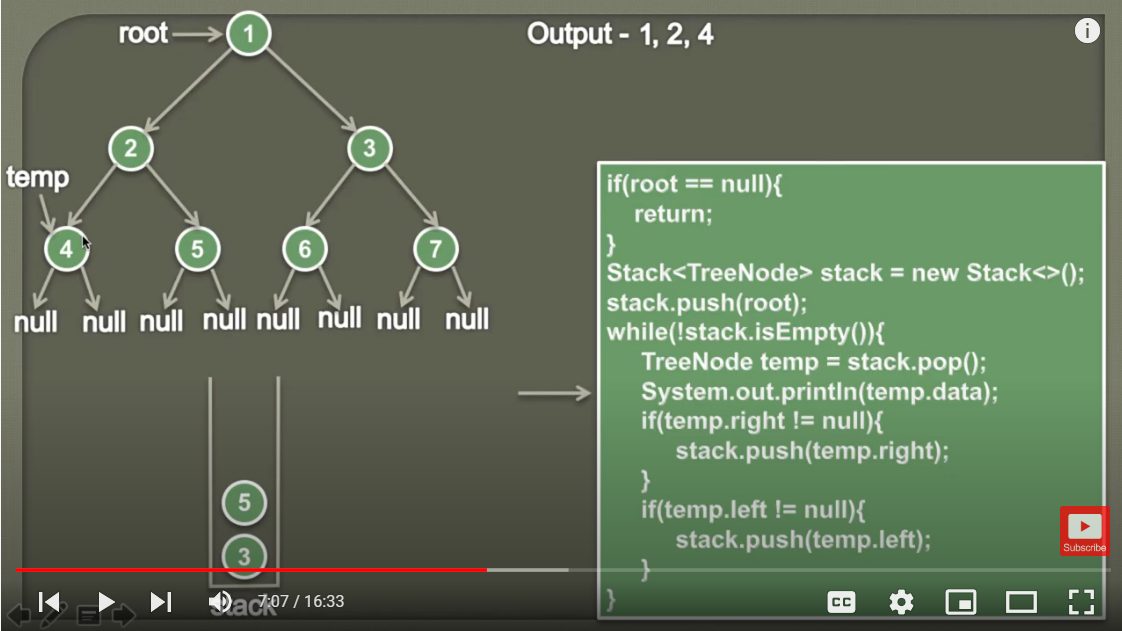 root
1
Output - 1, 2, 4
2
3
temp
4
5
6
7
null
null
null
null
null
null
null
null
if(root == null){
return;
}
Stack<TreeNode> stack = new Stack<>();
stack.push(root);
while(!stack.isEmpty()){
TreeNode temp = stack.pop();
System.out.println(temp.data);
if(temp.right != null){
stack.push(temp.right);
}
if(temp.left != null){
stack.push(temp.left);
}
}
5
3
stack
Subscribe
7:07 / 16:33
CC